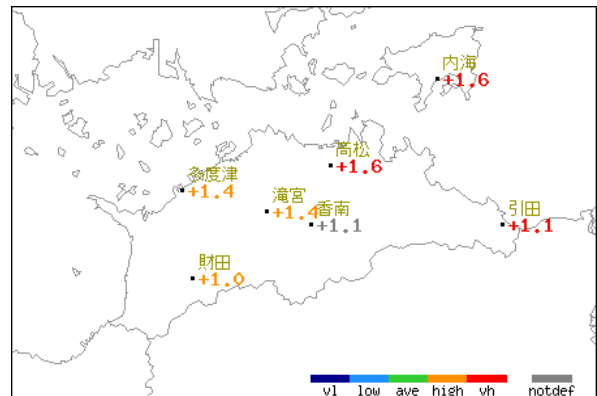 内海
+1.6
高松
+1.6
多度津
+1.4
滝宮
+1.4
香南
+1.1
引田
+1.1
財田
+1.0
vl low ave high vh notdef